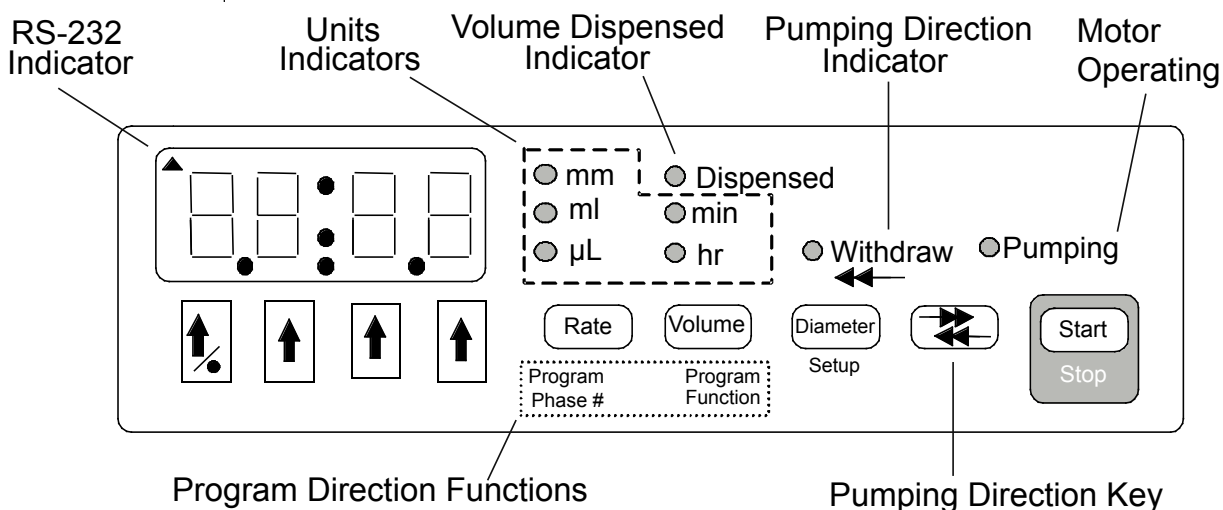 RS-232
Indicator
Units
Indicators
Volume Dispensed
Indicator
Pumping Direction
Indicator
Motor
Operating
mm
Dispensed
ml
min
µL
hr
Withdraw
Pumping
Rate
Volume
Diameter
Start
Setup
Stop
Program
Phase #
Program
Function
Program Direction Functions
Pumping Direction Key